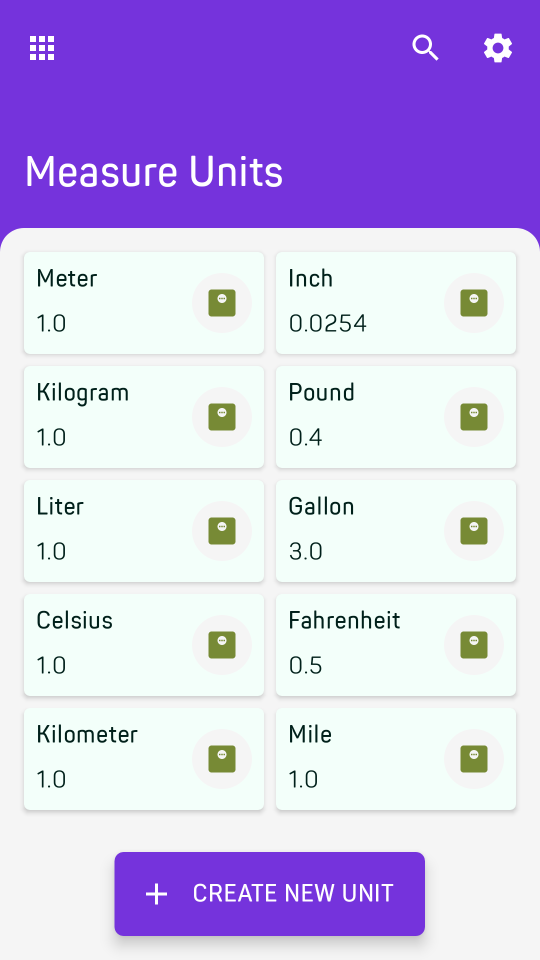 Measure Units
Meter
1.0
Inch
0.0254
Kilogram
1.0
Pound
0.4
Liter
1.0
Gallon
3.0
Celsius
1.0
Fahrenheit
0.5
Kilometer
1.0
Mile
1.0
CREATE NEW UNIT